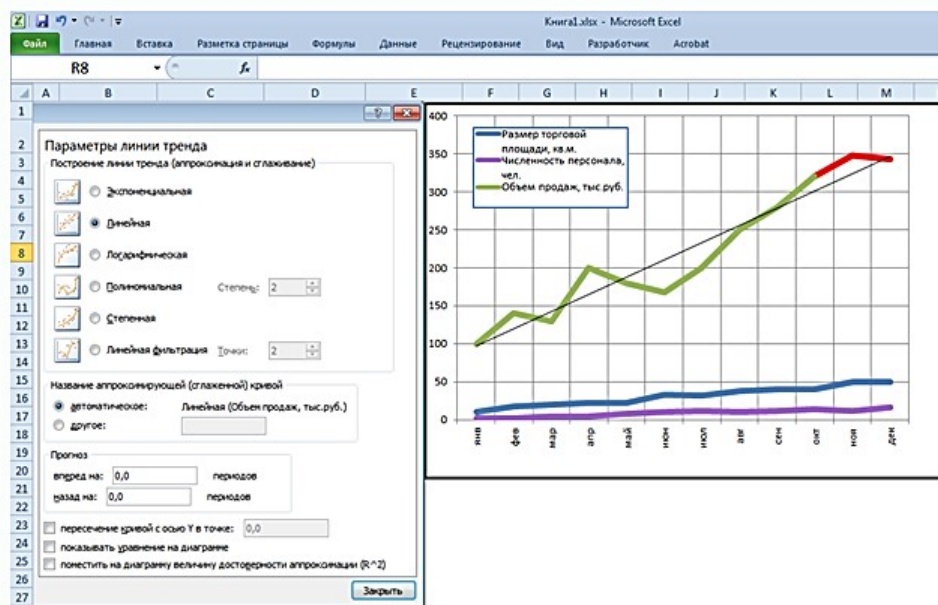 Книга1.xlsx - Microsoft Excel
Файл Главная Вставка Разметка страницы Формулы Данные Рецензирование Вид Разработчик Acrobat
R8 fx
A B C D E F G H I J K L M
1
2
3
4
5
6
7
8
9
10
11
12
13
14
15
16
17
18
19
20
21
22
23
24
25
26
27
Параметры линии тренда
Построение линии тренда (аппроксимация и сглаживание)
Экспоненциальная
Линейная
Логарифмическая
Полиномиальная Степень: 2
Степенная
Линейная фильтрация Точки: 2
Название аппроксимирующей (сглаженной) кривой
автоматическое: Линейная (Объем продаж, тыс.руб.)
другое:
Прогноз
вперед на: 0,0 периодов
назад на: 0,0 периодов
пересечение кривой с осью Y в точке: 0,0
показывать уравнение на диаграмме
поместить на диаграмму величину достоверности аппроксимации (R^2)
Закрыть
400
350
300
250
200
150
100
50
0
Размер торговой
площади, кв.м.
Численность персонала,
чел.
Объем продаж, тыс.руб.
янв фев мар апр май июн июл авг сен окт ноя дек